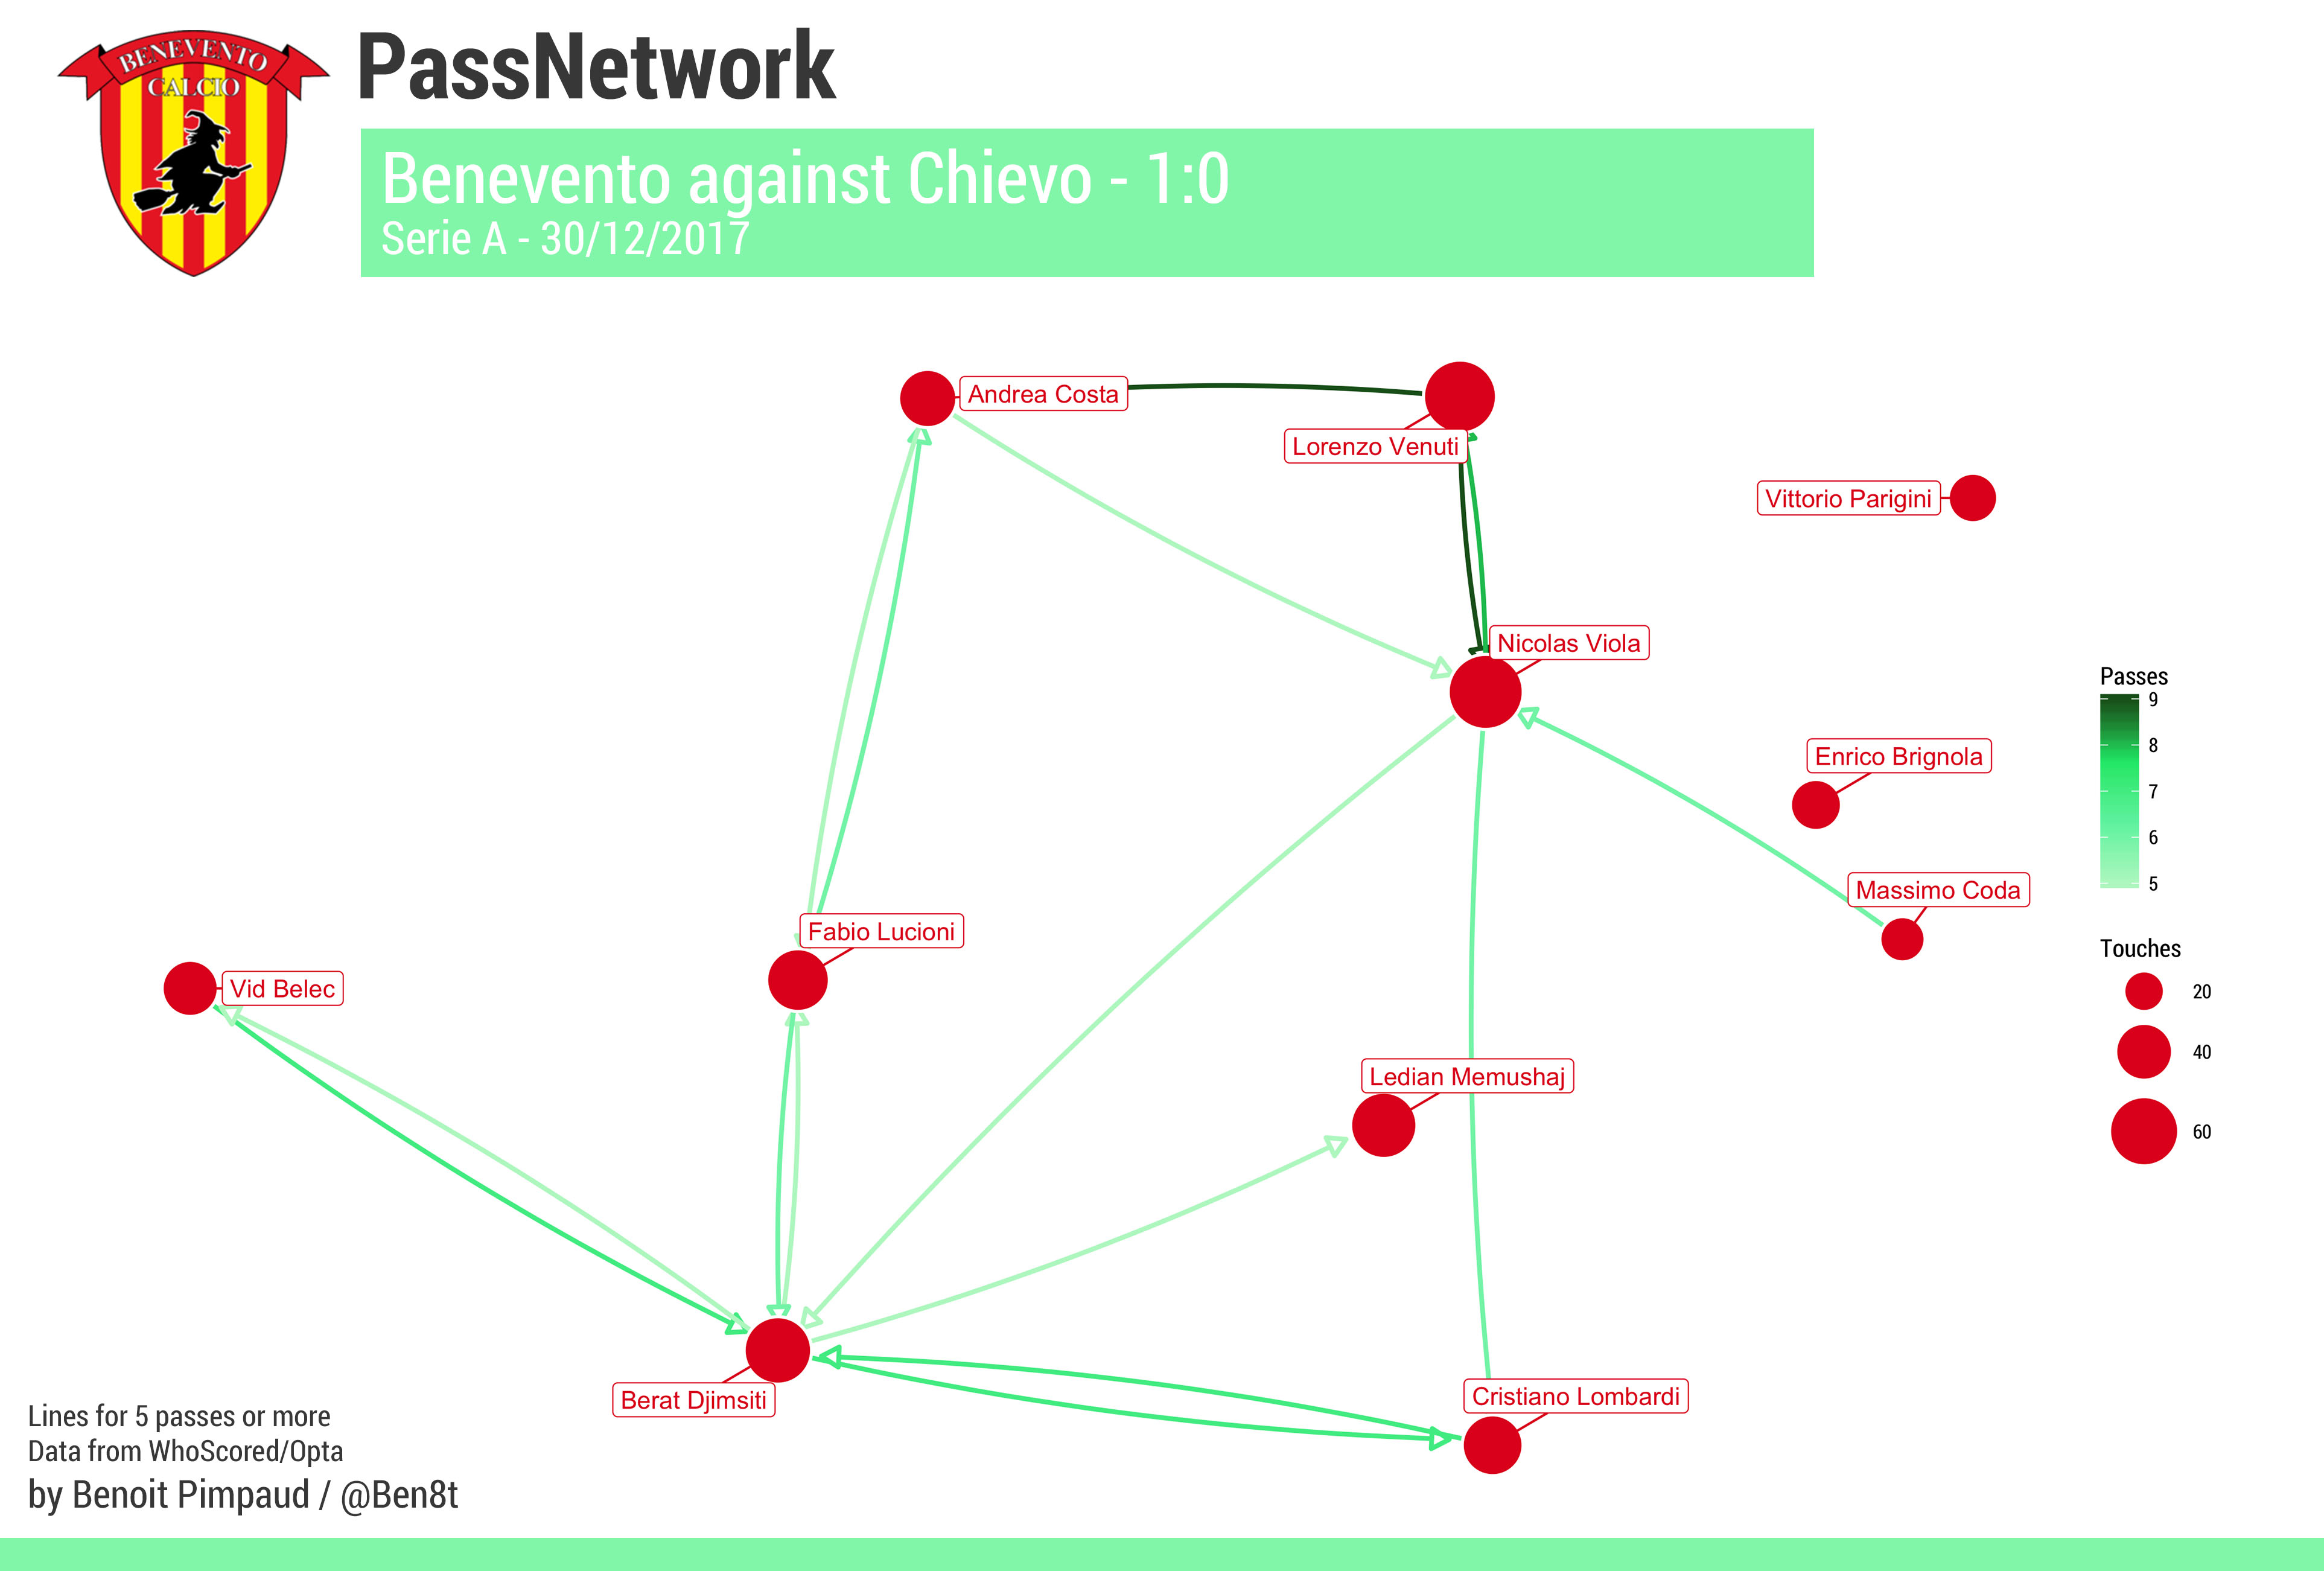 BENEVENTO
CALCIO
PassNetwork
Benevento against Chievo - 1:0
Serie A - 30/12/2017
Andrea Costa
Lorenzo Venuti
Vittorio Parigini
Nicolas Viola
Passes
9
8
7
6
5
Enrico Brignola
Massimo Coda
Fabio Lucioni
Vid Belec
Touches
20
40
60
Ledian Memushaj
Berat Djimsiti
Cristiano Lombardi
Lines for 5 passes or more
Data from WhoScored/Opta
by Benoit Pimpaud / @Ben8t